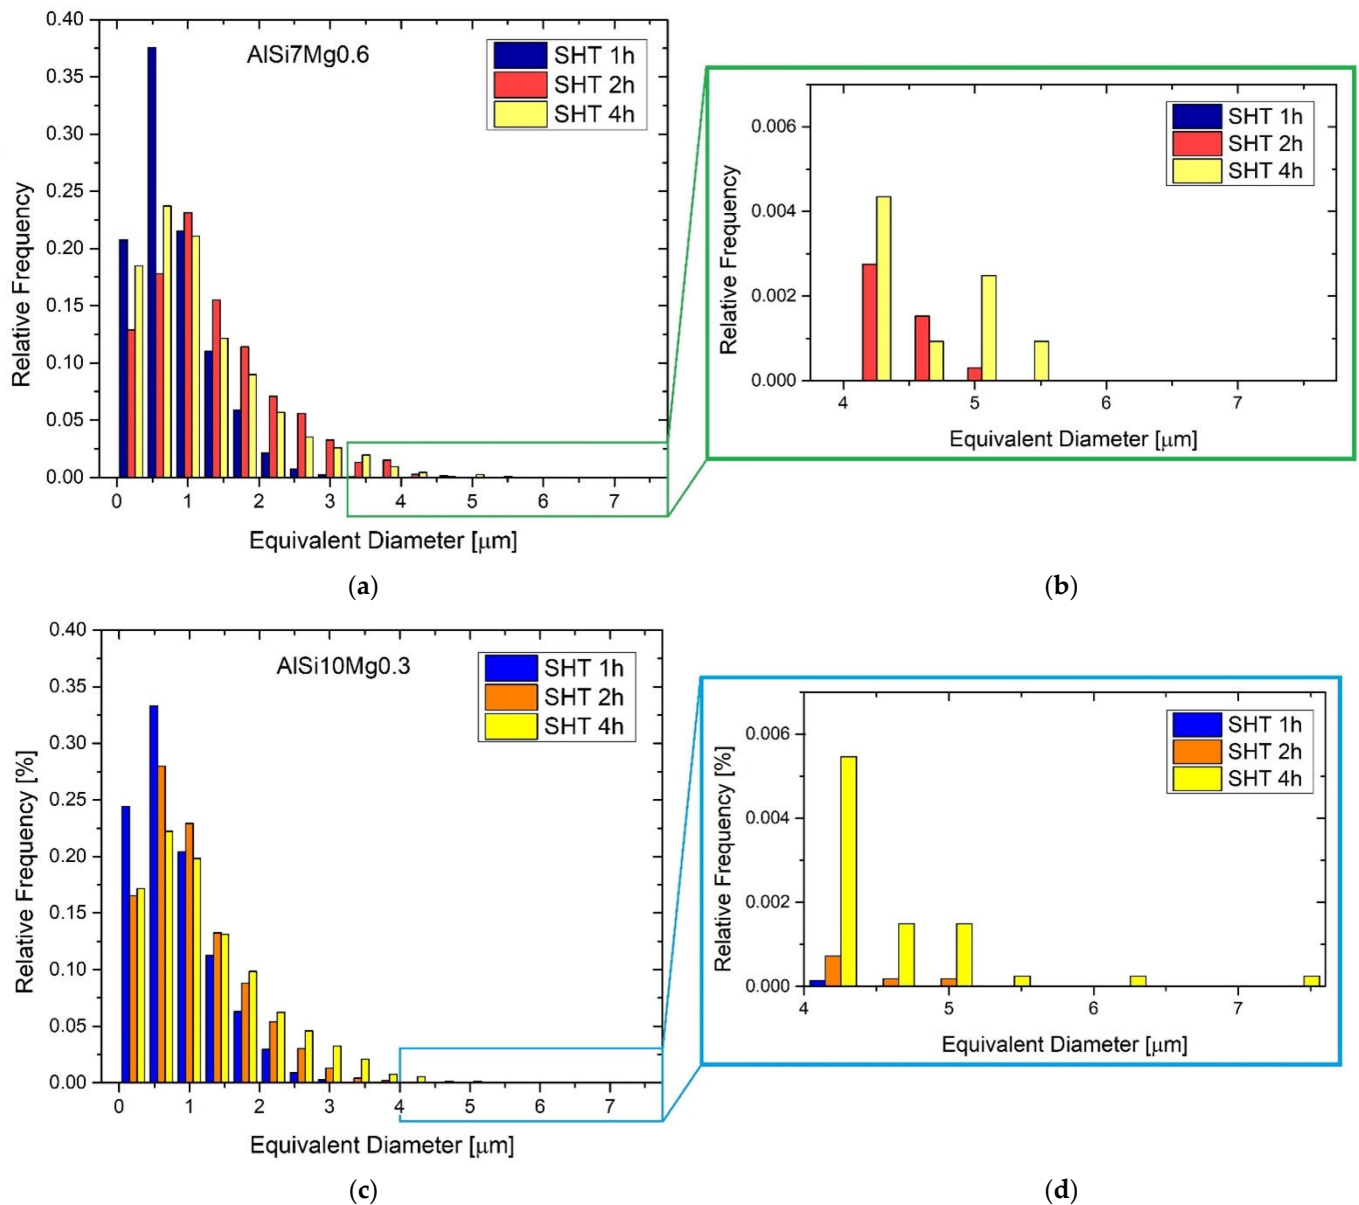 AlSi7Mg0.6
SHT 1h
SHT 2h
SHT 4h
0.40
0.35
0.30
0.25
0.20
0.15
0.10
0.05
0.00
Relative Frequency
0 1 2 3 4 5 6 7
Equivalent Diameter [μm]
(a)
SHT 1h
SHT 2h
SHT 4h
0.006
0.004
0.002
0.000
Relative Frequency
4 5 6 7
Equivalent Diameter [μm]
(b)
AlSi10Mg0.3
SHT 1h
SHT 2h
SHT 4h
0.40
0.35
0.30
0.25
0.20
0.15
0.10
0.05
0.00
Relative Frequency [%]
0 1 2 3 4 5 6 7
Equivalent Diameter [μm]
(c)
SHT 1h
SHT 2h
SHT 4h
0.006
0.004
0.002
0.000
Relative Frequency [%]
4 5 6 7
Equivalent Diameter [μm]
(d)